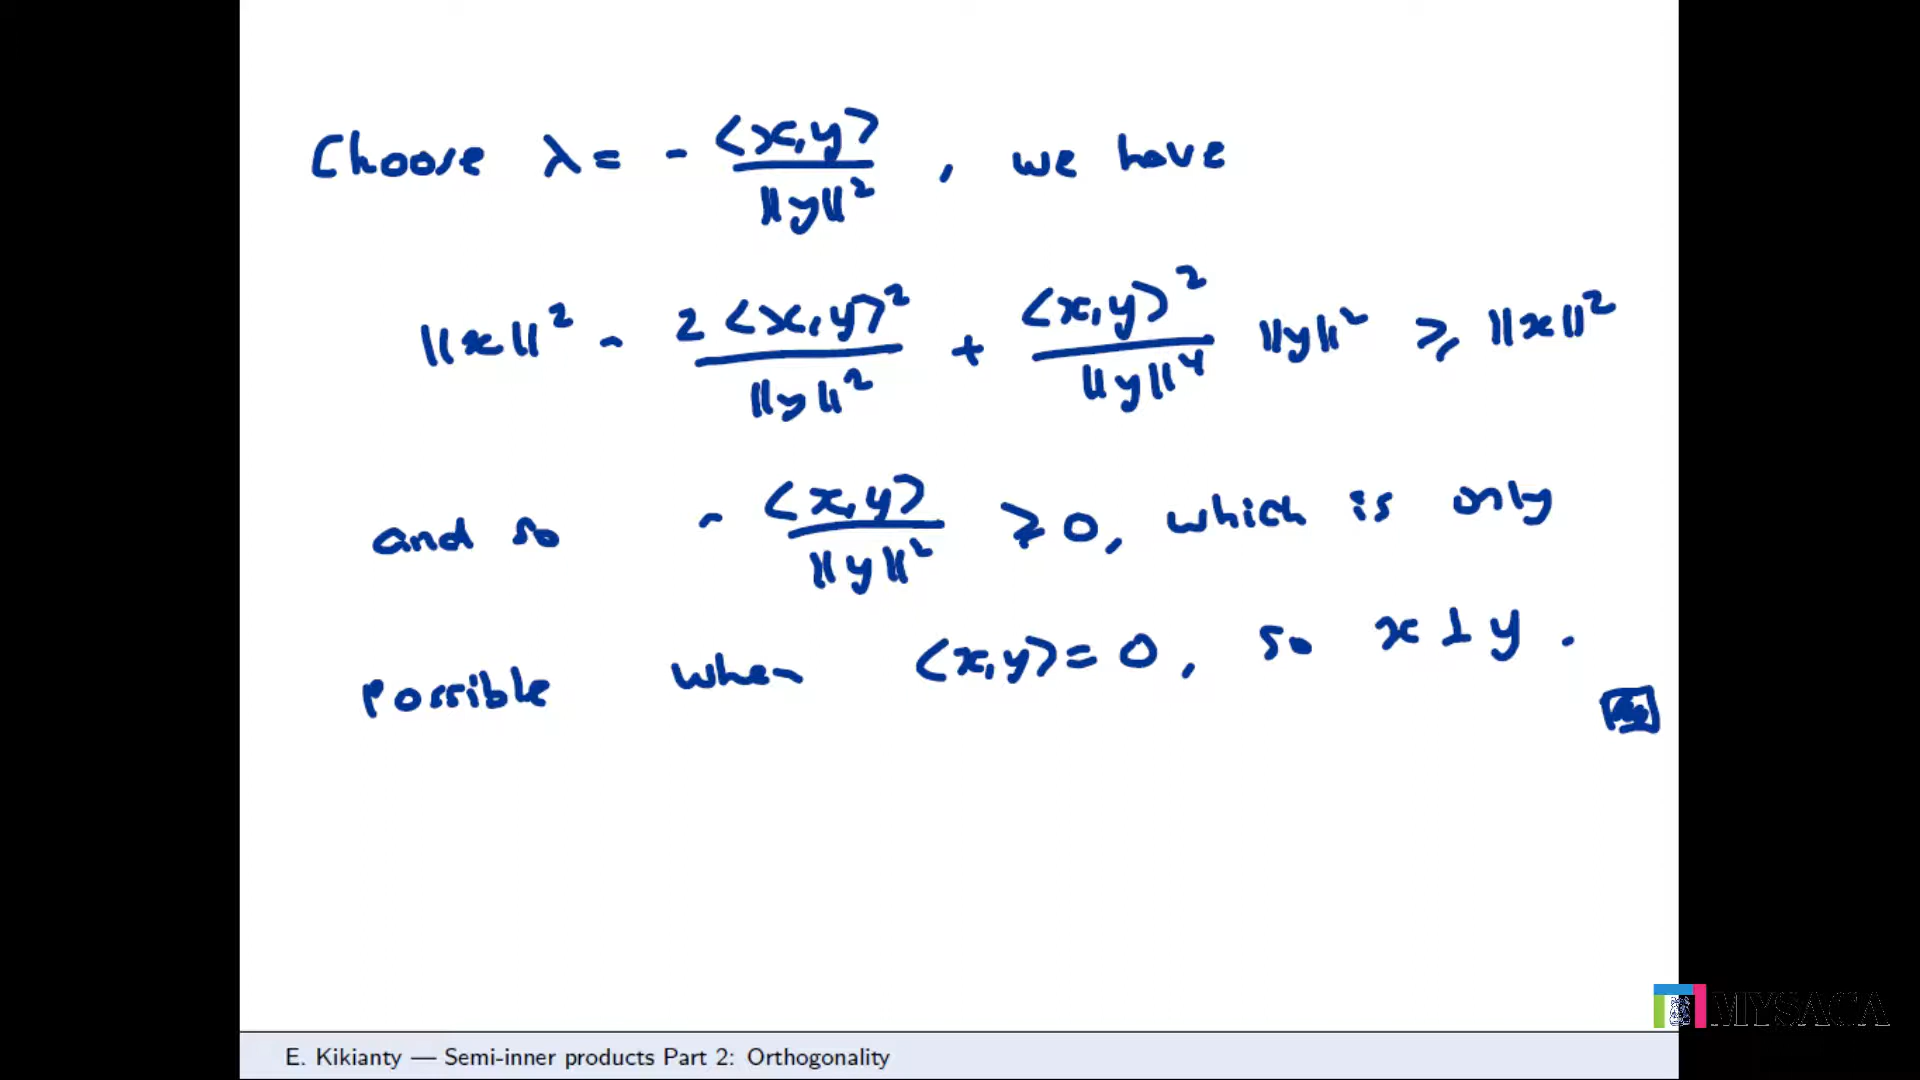 Choose λ = - <x,y> / ||y||², we have
||x||² - 2<x,y>² / ||y||² + <x,y>² / ||y||⁴ ||y||² ≥ ||x||²
and so - <x,y> / ||y||² ≥ 0, which is only
possible when <x,y> = 0, so x ⊥ y.
MYSACA
E. Kikianty — Semi-inner products Part 2: Orthogonality